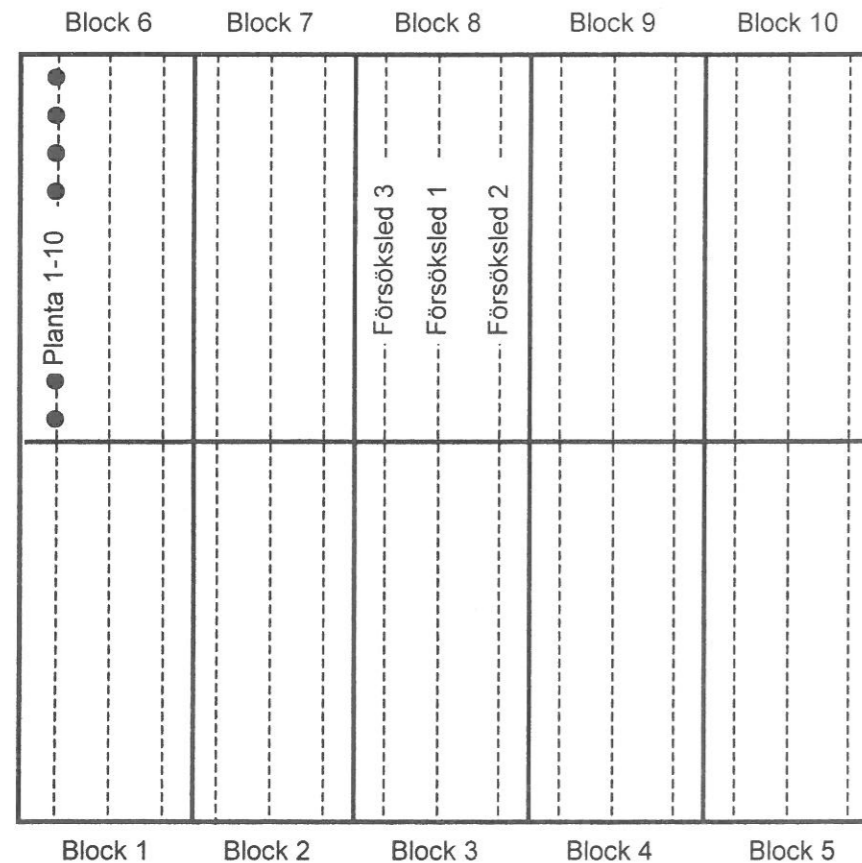 Block 6
Block 7
Block 8
Block 9
Block 10
Planta 1-10
Försöksled 3
Försöksled 1
Försöksled 2
Block 1
Block 2
Block 3
Block 4
Block 5